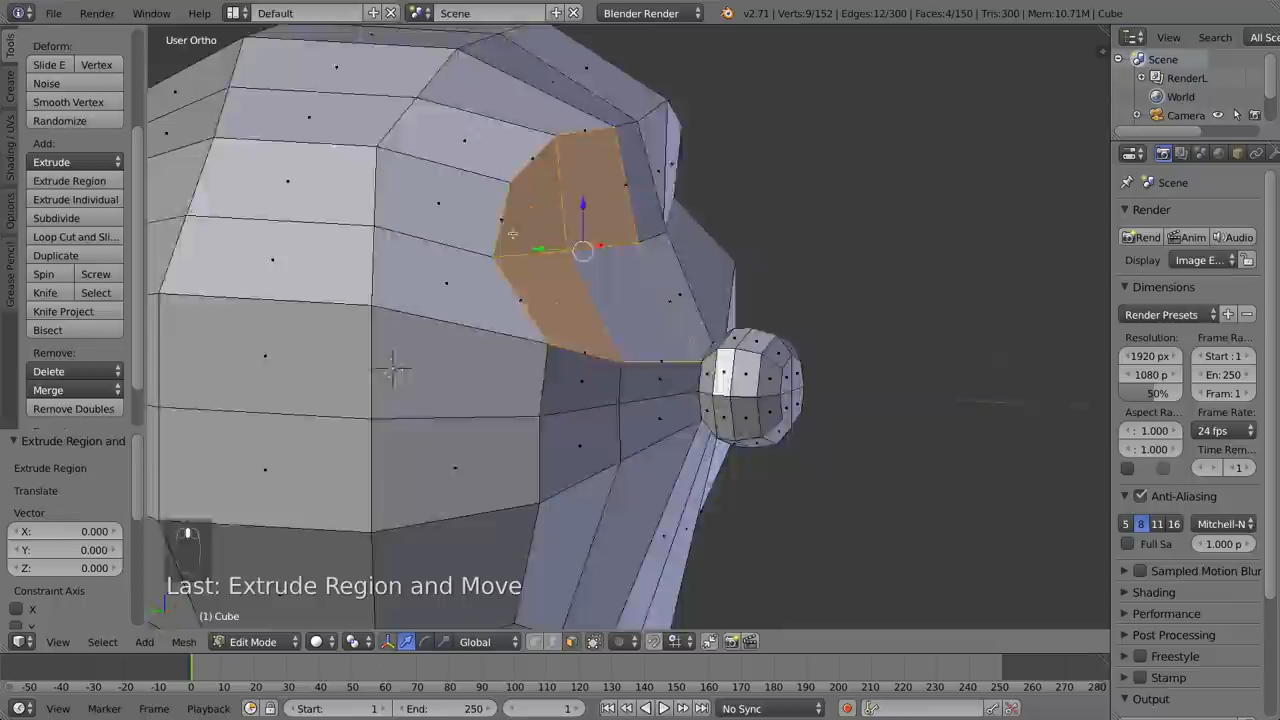 File Render Window Help Default Scene Blender Render v2.71 | Verts:9/152 | Edges:12/300 | Faces:4/150 | Tris:300 | Mem:10.71M | Cube
User Ortho
Tools
Create
Shading / UVs
Options
Grease Pencil
Deform:
Slide E Vertex
Noise
Smooth Vertex
Randomize
Add:
Extrude
Extrude Region
Extrude Individual
Subdivide
Loop Cut and Sli...
Duplicate
Spin Screw
Knife Select
Knife Project
Bisect
Remove:
Delete
Merge
Remove Doubles
Extrude Region and
Extrude Region
Translate
Vector
X: 0.000
Y: 0.000
Z: 0.000
Constraint Axis
X
Last: Extrude Region and Move
(1) Cube
View Search All Sce
Scene
RenderL
World
Camera
Scene
Render
Rend Anim Audio
Display Image E...
Dimensions
Render Presets
Resolution: Frame Ra...
1920 px Start : 1
1080 p En: 250
50% Fram: 1
Aspect Ra... Frame Rate:
: 1.000 24 fps
: 1.000 Time Rem...
: 1
Anti-Aliasing
5 8 11 16 Mitchell-N
Full Sa 1.000 p
Sampled Motion Blur
Shading
Performance
Post Processing
Freestyle
Stamp
Output
View Select Add Mesh Edit Mode Global
-50 -40 -30 -20 -10 0 10 20 30 40 50 60 70 80 90 100 110 120 130 140 150 160 170 180 190 200 210 220 230 240 250 260 270 280
View Marker Frame Playback Start: 1 End: 250 1 No Sync